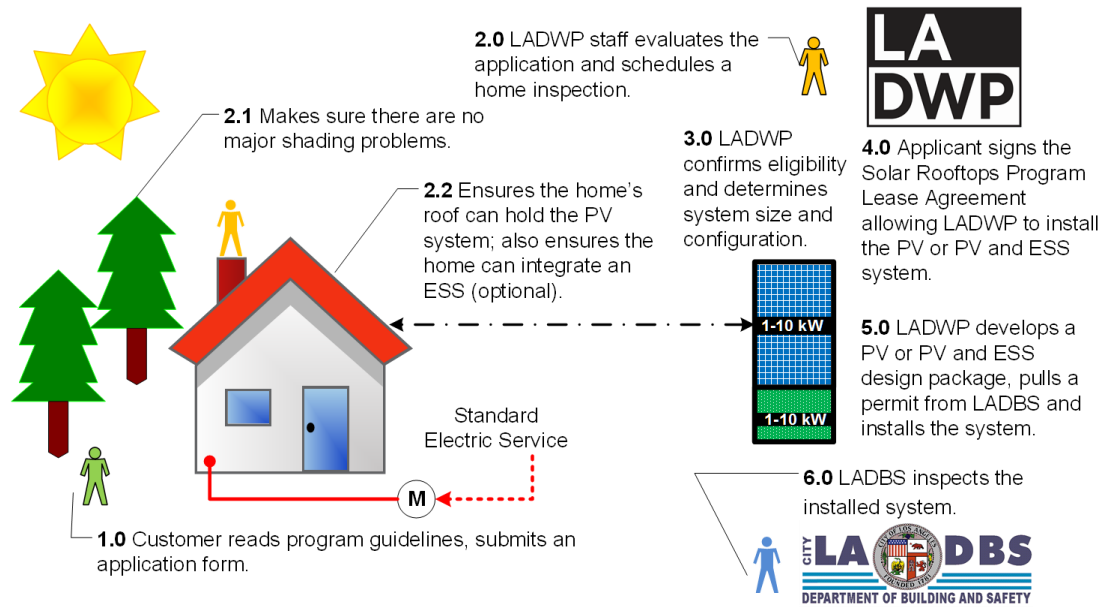 2.0 LADWP staff evaluates the
application and schedules a
home inspection.
LA
DWP
2.1 Makes sure there are no
major shading problems.
3.0 LADWP
confirms eligibility
and determines
system size and
configuration.
4.0 Applicant signs the
Solar Rooftops Program
Lease Agreement
allowing LADWP to install
the PV or PV and ESS
system.
2.2 Ensures the home’s
roof can hold the PV
system; also ensures the
home can integrate an
ESS (optional).
1-10 kW
1-10 kW
5.0 LADWP develops a
PV or PV and ESS
design package, pulls a
permit from LADBS and
installs the system.
Standard
Electric Service
M
6.0 LADBS inspects the
installed system.
1.0 Customer reads program guidelines, submits an
application form.
CITY
LA DBS
CITY OF LOS ANGELES
FOUNDED 1781
DEPARTMENT OF BUILDING AND SAFETY